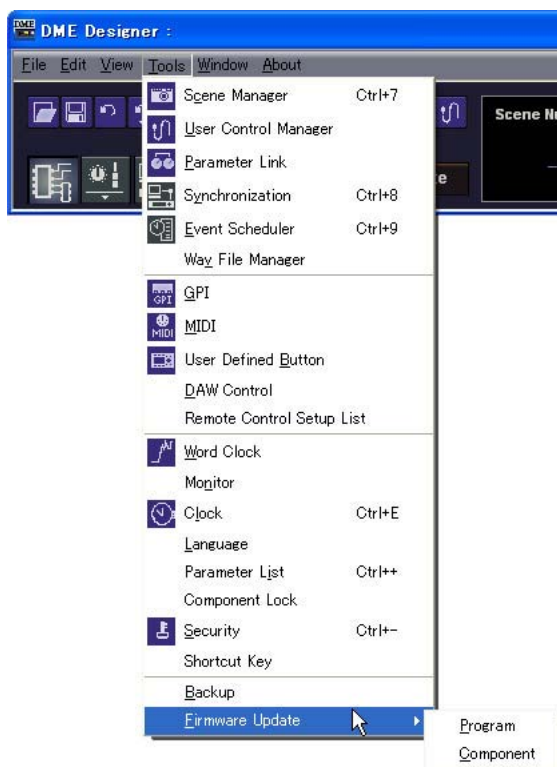 DME DME Designer :
File Edit View Tools Window About
Scene Manager Ctrl+7
User Control Manager
Parameter Link
Synchronization Ctrl+8
Event Scheduler Ctrl+9
Wav File Manager
GPI GPI
MIDI MIDI
User Defined Button
DAW Control
Remote Control Setup List
Word Clock
Monitor
Clock Ctrl+E
Language
Parameter List Ctrl++
Component Lock
Security Ctrl+-
Shortcut Key
Backup
Firmware Update
Program
Component
Scene Nu
e